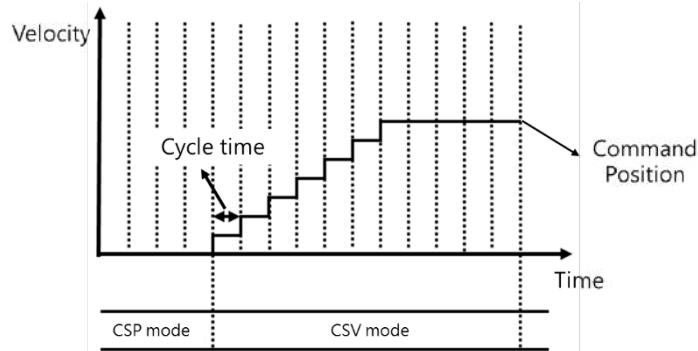 Velocity
Cycle time
Command
Position
Time
CSP mode
CSV mode